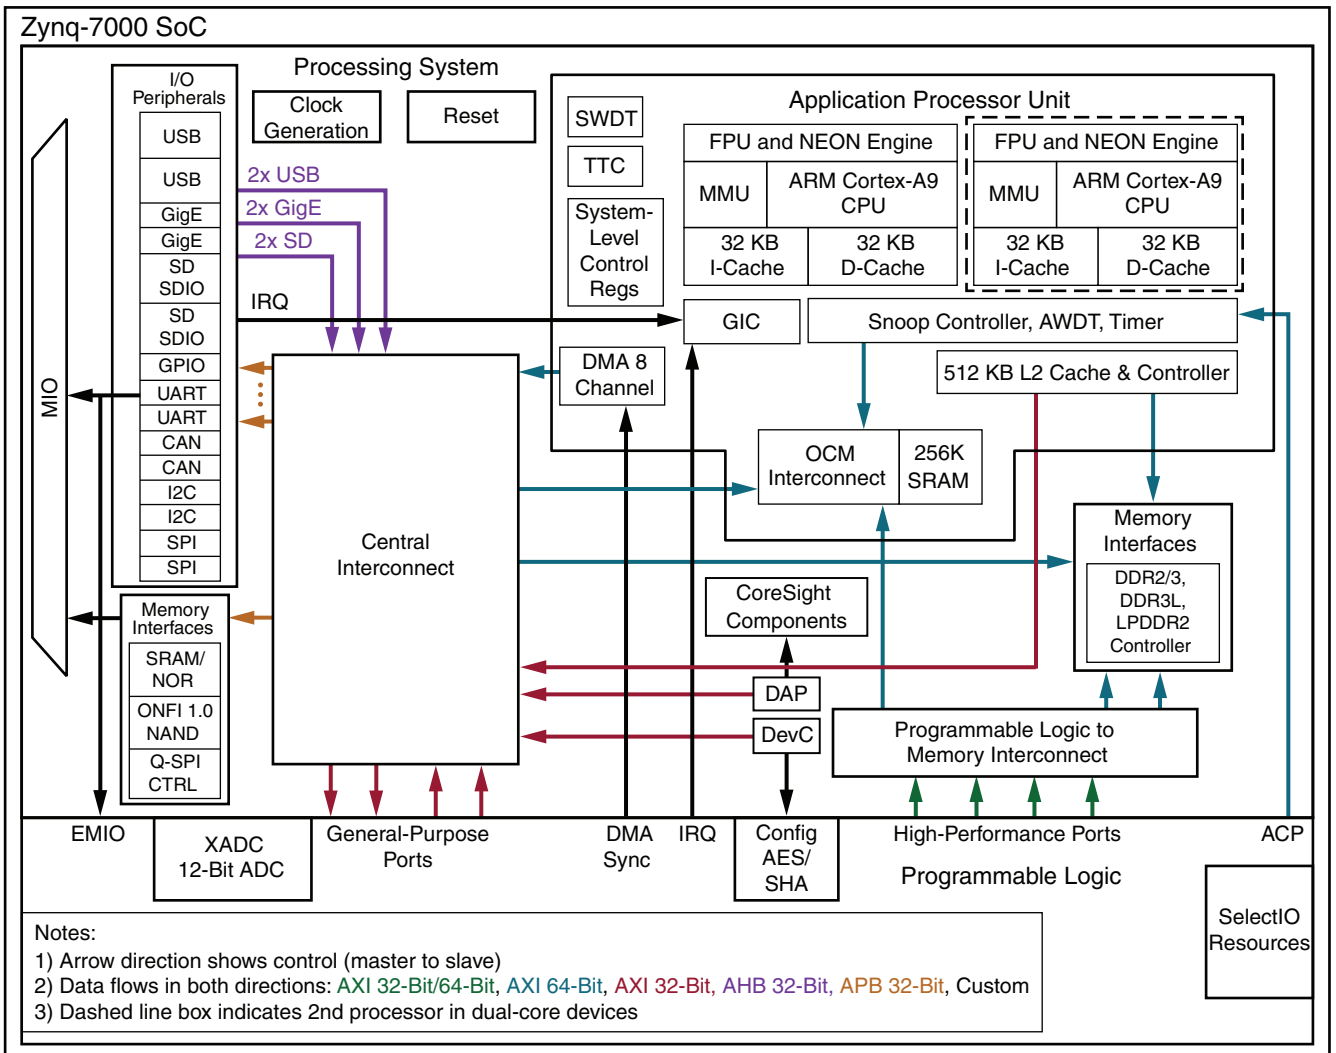 Zynq-7000 SoC
Processing System
I/O
Peripherals
USB
USB
GigE
GigE
SD
SDIO
SD
SDIO
GPIO
UART
UART
CAN
CAN
I2C
I2C
SPI
SPI
MIO
Clock
Generation
Reset
2x USB
2x GigE
2x SD
IRQ
Application Processor Unit
SWDT
TTC
System-
Level
Control
Regs
FPU and NEON Engine
MMU
ARM Cortex-A9
CPU
32 KB
I-Cache
32 KB
D-Cache
FPU and NEON Engine
MMU
ARM Cortex-A9
CPU
32 KB
I-Cache
32 KB
D-Cache
GIC
Snoop Controller, AWDT, Timer
DMA 8
Channel
512 KB L2 Cache & Controller
OCM
Interconnect
256K
SRAM
Central
Interconnect
Memory
Interfaces
DDR2/3,
DDR3L,
LPDDR2
Controller
CoreSight
Components
DAP
DevC
Programmable Logic to
Memory Interconnect
Memory
Interfaces
SRAM/
NOR
ONFI 1.0
NAND
Q-SPI
CTRL
EMIO
XADC
12-Bit ADC
General-Purpose
Ports
DMA
Sync
IRQ
Config
AES/
SHA
High-Performance Ports
ACP
Programmable Logic
SelectIO
Resources
Notes:
1) Arrow direction shows control (master to slave)
2) Data flows in both directions: AXI 32-Bit/64-Bit, AXI 64-Bit, AXI 32-Bit, AHB 32-Bit, APB 32-Bit, Custom
3) Dashed line box indicates 2nd processor in dual-core devices